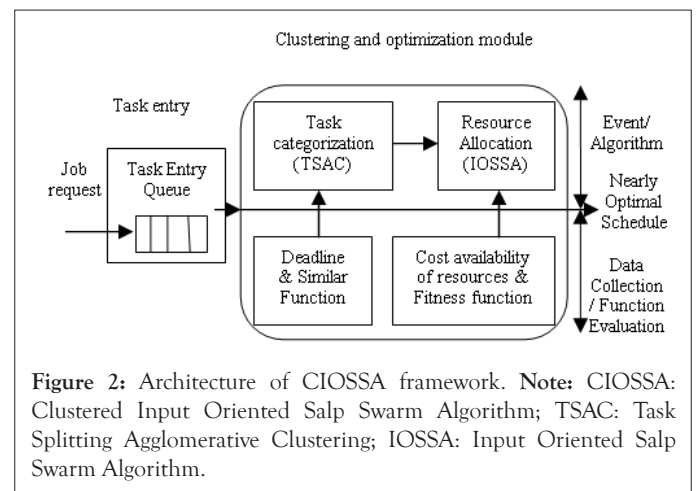 Clustering and optimization module
Task entry
Job
request
Task Entry
Queue
Task
categorization
(TSAC)
Resource
Allocation
(IOSSA)
Deadline
& Similar
Function
Cost availability
of resources &
Fitness function
Event/
Algorithm
Nearly
Optimal
Schedule
Data
Collection
/ Function
Evaluation
Figure 2: Architecture of CIOSSA framework. Note: CIOSSA:
Clustered Input Oriented Salp Swarm Algorithm; TSAC: Task
Splitting Agglomerative Clustering; IOSSA: Input Oriented Salp
Swarm Algorithm.